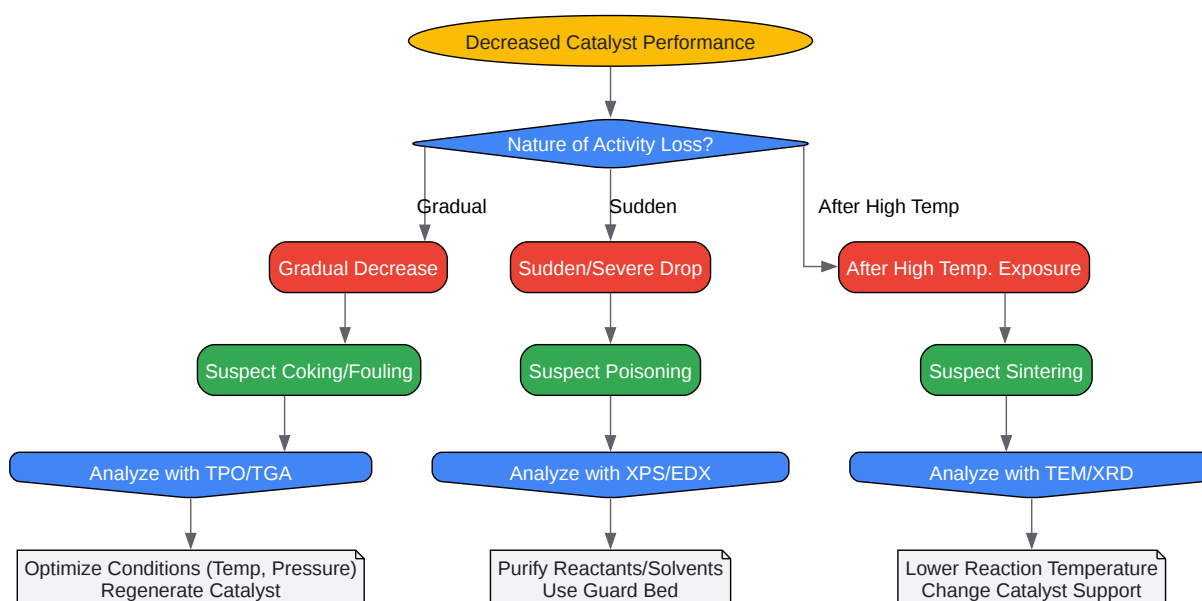 Decreased Catalyst Performance
Nature of Activity Loss?
Gradual
Sudden
After High Temp
Gradual Decrease
Sudden/Severe Drop
After High Temp. Exposure
Suspect Coking/Fouling
Suspect Poisoning
Suspect Sintering
Analyze with TPO/TGA
Analyze with XPS/EDX
Analyze with TEM/XRD
Optimize Conditions (Temp, Pressure)
Regenerate Catalyst
Purify Reactants/Solvents
Use Guard Bed
Lower Reaction Temperature
Change Catalyst Support